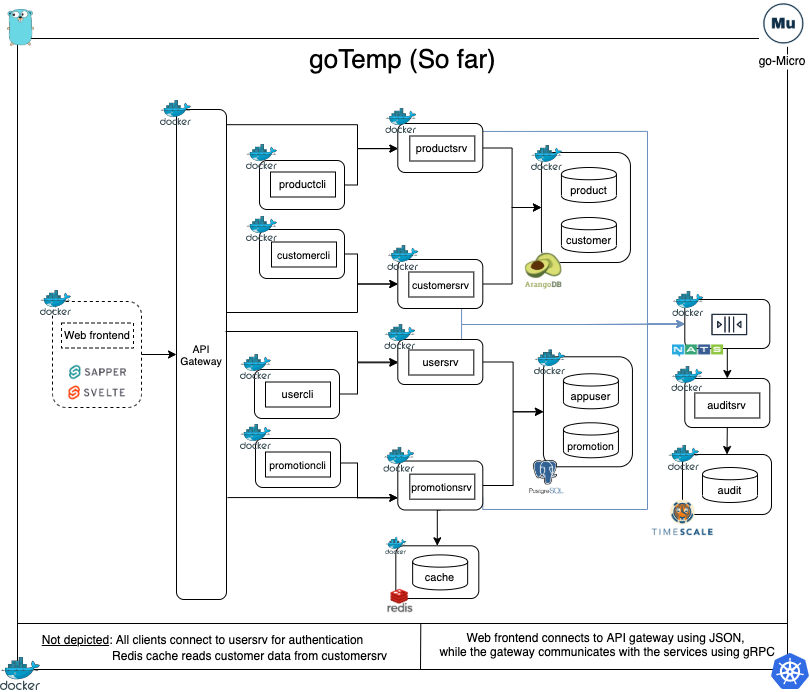 Mu
go-Micro
goTemp (So far)
docker
docker
docker
productsrv
docker
productcli
product
customer
ArangoDB
docker
customercli
docker
customersrv
docker
Web frontend
SAPPER
SVELTE
API
Gateway
docker
NATS
docker
usersrv
docker
usercli
docker
appuser
promotion
PostgreSQL
docker
auditsrv
docker
promotioncli
docker
promotionsrv
docker
audit
TIMESCALE
docker
cache
redis
Not depicted: All clients connect to usersrv for authentication
Redis cache reads customer data from customersrv
Web frontend connects to API gateway using JSON,
while the gateway communicates with the services using gRPC
docker